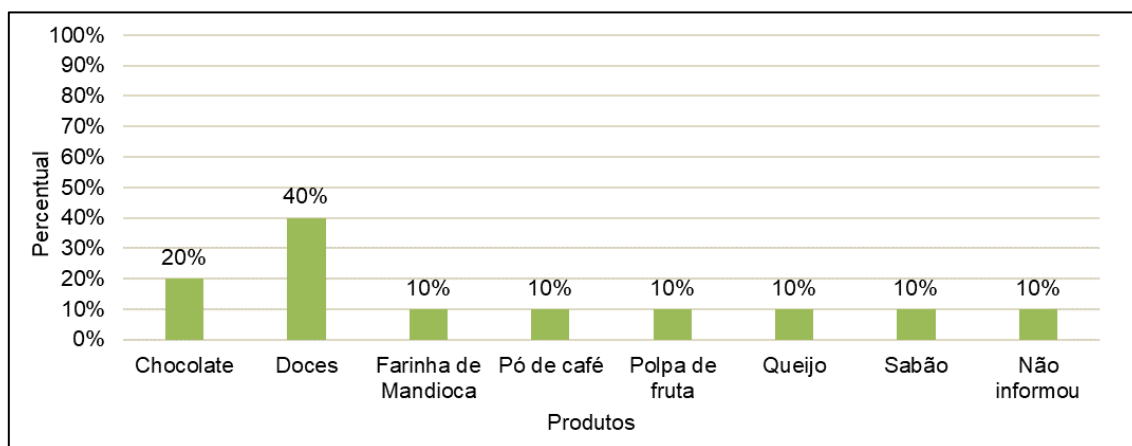 100%
90%
80%
70%
60%
50%
40%
30%
20%
10%
0%
Percentual
20%
40%
10%
10%
10%
10%
10%
10%
Chocolate
Doces
Farinha de
Mandioca
Pó de café
Polpa de
fruta
Queijo
Sabão
Não
informou
Produtos